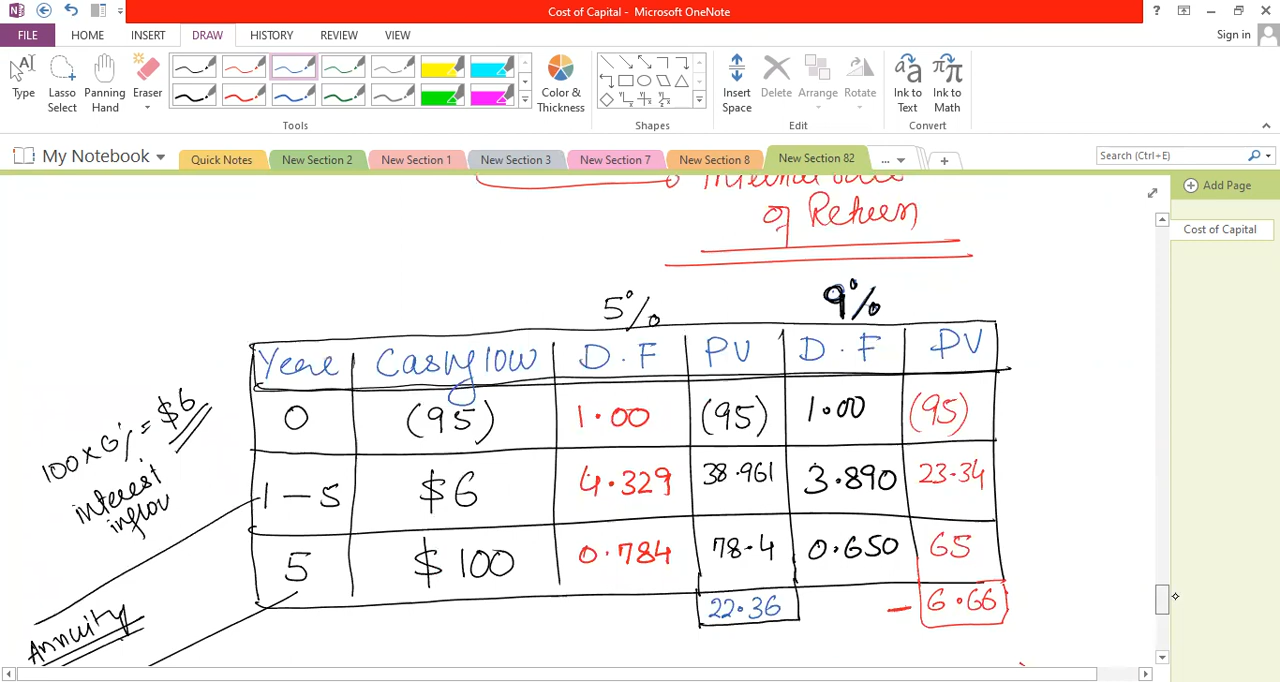 Cost of Capital - Microsoft OneNote
?
FILE HOME INSERT DRAW HISTORY REVIEW VIEW
Sign in
Type
Lasso Select
Panning Hand
Eraser
Color & Thickness
Insert Space
Delete
Arrange
Rotate
Ink to Text
Ink to Math
Tools
Shapes
Edit
Convert
My Notebook
Quick Notes
New Section 2
New Section 1
New Section 3
New Section 7
New Section 8
New Section 82
...
Search (Ctrl+E)
Add Page
Cost of Capital
of Return
5% 9%
Year Cashflow D.F PV D.F PV
0 (95) 1.00 (95) 1.00 (95)
1-5 $6 4.329 38.961 3.890 23.34
5 $100 0.784 78.4 0.650 65
22.36 - 6.66
100 x 6% = $6
interest
inflow
Annuity